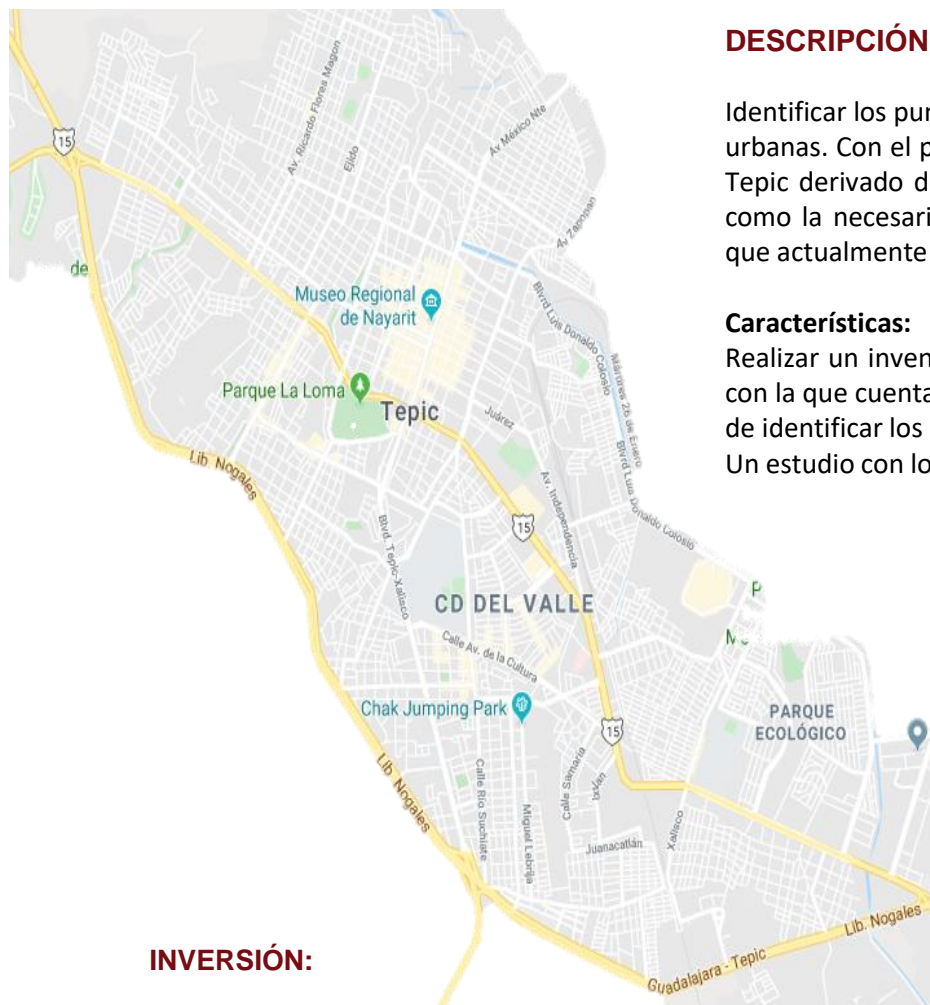 DESCRIPCIÓN
Identificar los pu
urbanas. Con el p
Tepic derivado d
como la necesari
que actualmente
Características:
Realizar un inven
con la que cuenta
de identificar los
Un estudio con lo
15
Av. Ricardo Flores Magon
Ejido
Av México Nte
Av Zapopan
de
Museo Regional
de Nayarit
Blvrd Luis Donaldo Colosio
Parque La Loma
Tepic
Juárez
Mártires 26 de Enero
Lib. Nogales
Blvd. Tepic-Xalisco
15
Av. Independencia
Blvrd Luis Donaldo Colosio
CD DEL VALLE
P
Calle Av. de la Cultura
Chak Jumping Park
PARQUE
ECOLÓGICO
15
Lib. Nogales
Calle Río Suchiate
Miguel Lebrija
Calle Samaria
Ixtlan
Juanacatlán
Xalisco
Lib. Nogales
Guadalajara - Tepic
INVERSIÓN: